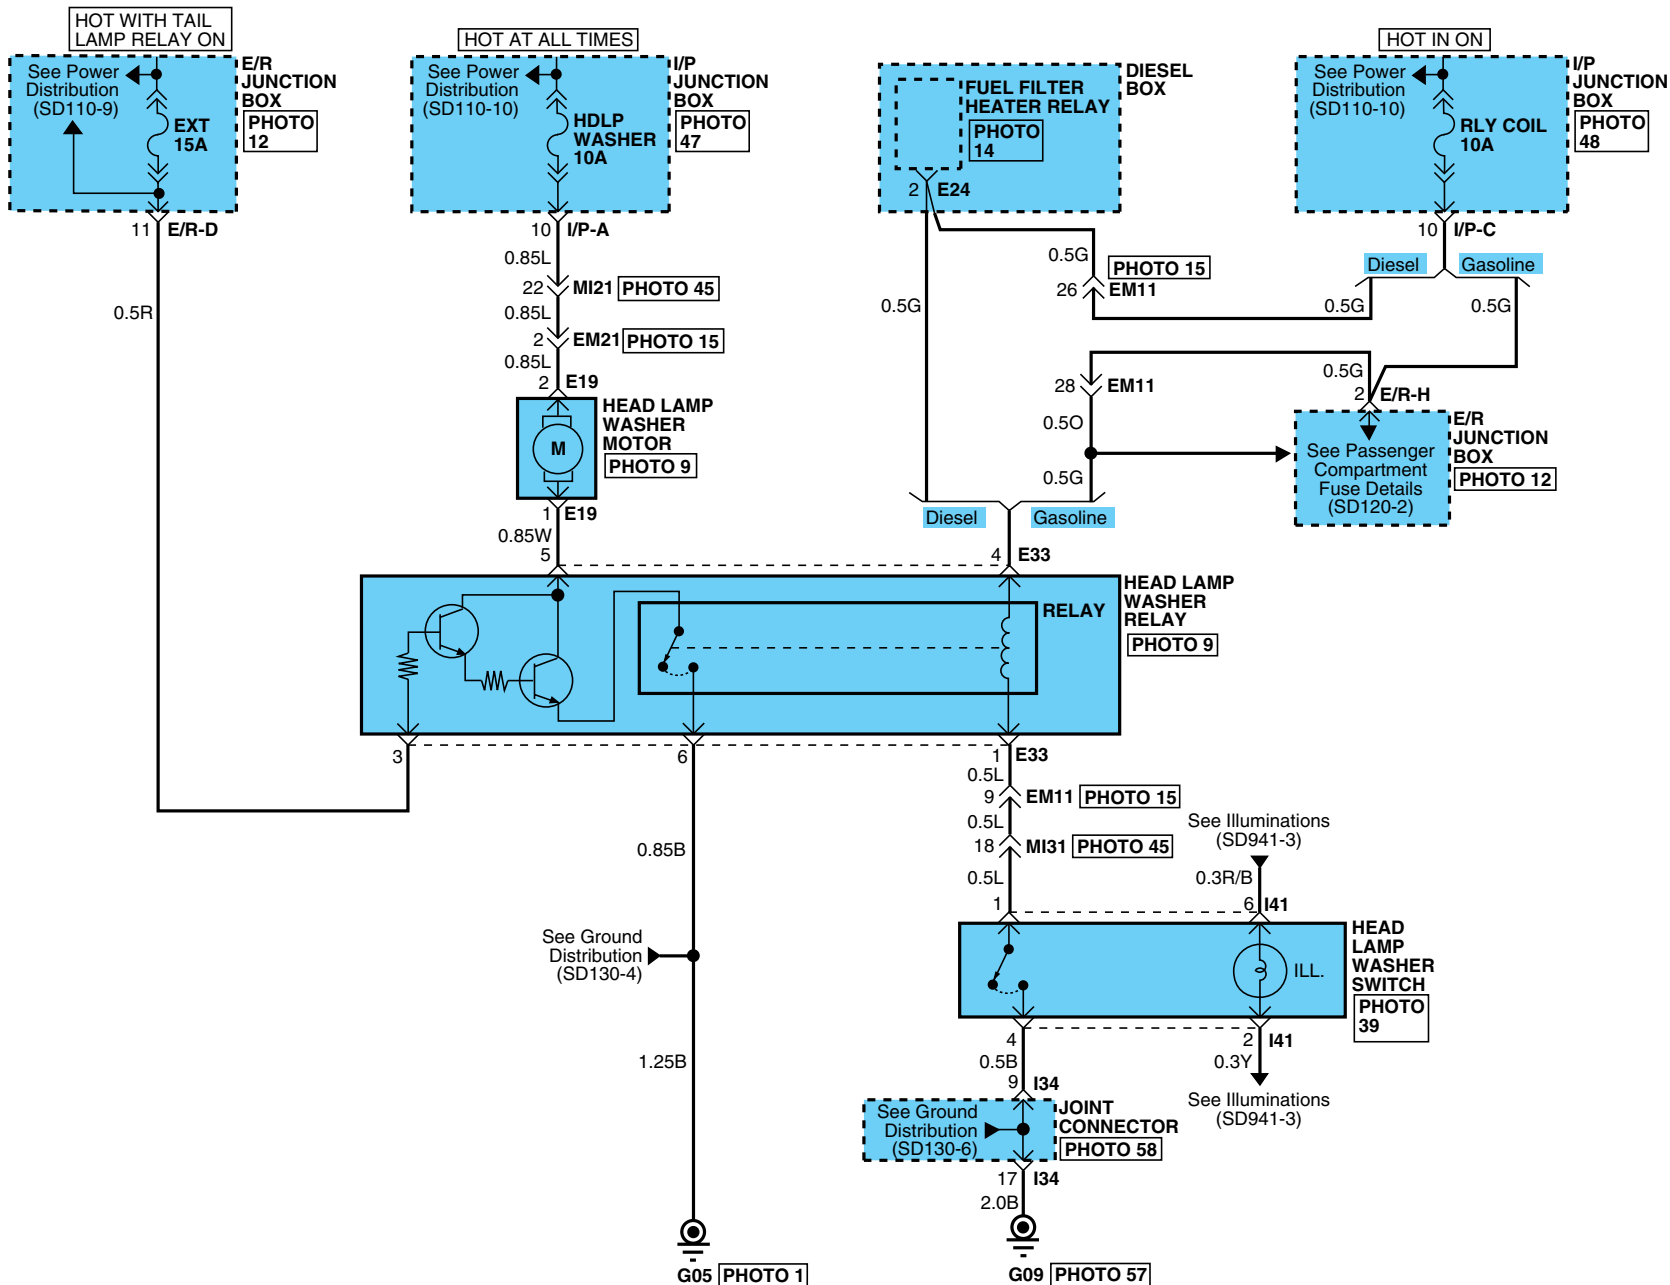 HOT WITH TAIL
LAMP RELAY ON
See Power
Distribution
(SD110-9)
EXT
15A
E/R
JUNCTION
BOX
PHOTO
12
11
E/R-D
0.5R
HOT AT ALL TIMES
See Power
Distribution
(SD110-10)
HDLP
WASHER
10A
I/P
JUNCTION
BOX
PHOTO
47
10
I/P-A
0.85L
22
MI21
PHOTO 45
0.85L
2
EM21
PHOTO 15
0.85L
2
E19
HEAD LAMP
WASHER
MOTOR
PHOTO 9
M
1
E19
0.85W
5
FUEL FILTER
HEATER RELAY
PHOTO
14
DIESEL
BOX
2
E24
0.5G
0.5G
PHOTO 15
26
EM11
HOT IN ON
See Power
Distribution
(SD110-10)
RLY COIL
10A
I/P
JUNCTION
BOX
PHOTO
48
10
I/P-C
Diesel
Gasoline
0.5G
0.5G
28
EM11
0.5O
0.5G
0.5G
2
E/R-H
E/R
JUNCTION
BOX
PHOTO 12
See Passenger
Compartment
Fuse Details
(SD120-2)
Diesel
Gasoline
4
E33
HEAD LAMP
WASHER
RELAY
PHOTO 9
RELAY
3
6
1
E33
0.5L
9
EM11
PHOTO 15
0.5L
18
MI31
PHOTO 45
0.5L
1
See Illuminations
(SD941-3)
0.3R/B
6
I41
HEAD
LAMP
WASHER
SWITCH
PHOTO
39
ILL.
4
2
I41
0.5B
0.3Y
See Illuminations
(SD941-3)
9
I34
See Ground
Distribution
(SD130-6)
JOINT
CONNECTOR
PHOTO 58
17
I34
2.0B
G09
PHOTO 57
0.85B
See Ground
Distribution
(SD130-4)
1.25B
G05
PHOTO 1